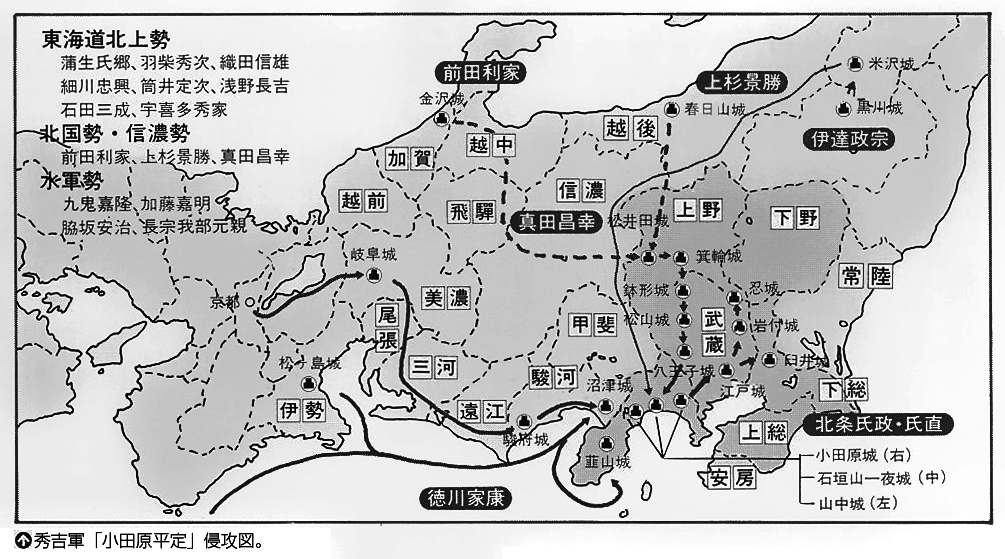 東海道北上勢
蒲生氏郷、羽柴秀次、織田信雄
細川忠興、筒井定次、浅野長吉
石田三成、宇喜多秀家
北国勢・信濃勢
前田利家、上杉景勝、真田昌幸
水軍勢
九鬼嘉隆、加藤嘉明
脇坂安治、長宗我部元親
前田利家
金沢城
上杉景勝
春日山城
米沢城
黒川城
伊達政宗
加賀
越中
越後
越前
飛騨
信濃
真田昌幸
松井田城
上野
下野
箕輪城
常陸
岐阜城
京都
美濃
尾張
鉢形城
忍城
松山城
武蔵
岩付城
甲斐
八王子城
臼井城
江戸城
下総
松ヶ島城
伊勢
三河
駿河
沼津城
遠江
駿府城
韮山城
上総
安房
北条氏政・氏直
小田原城(右)
石垣山一夜城(中)
山中城(左)
徳川家康
秀吉軍「小田原平定」侵攻図。